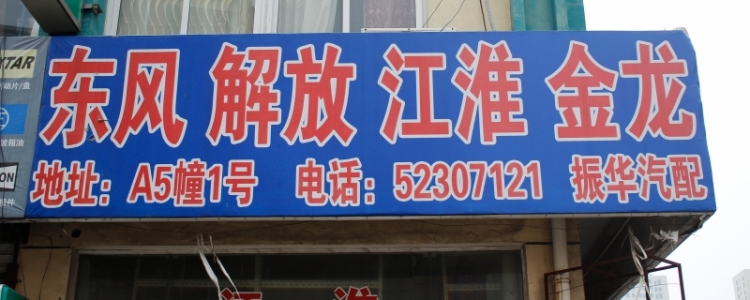 东风 解放 江淮 金龙
地址：A5幢1号 电话：52307121 振华汽配